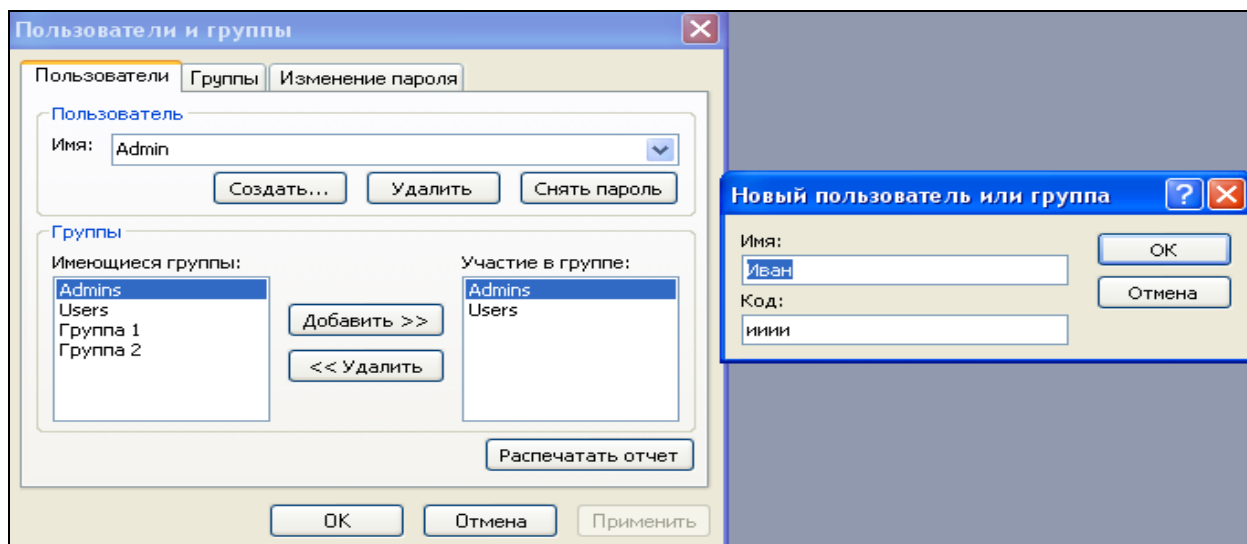 Пользователи и группы
Пользователи Группы Изменение пароля
Пользователь
Имя: Admin
Создать... Удалить Снять пароль
Группы
Имеющиеся группы:
Admins
Users
Группа 1
Группа 2
Добавить >>
<< Удалить
Участие в группе:
Admins
Users
Распечатать отчет
ОК Отмена Применить
Новый пользователь или группа
Имя:
Иван
Код:
ииии
ОК
Отмена